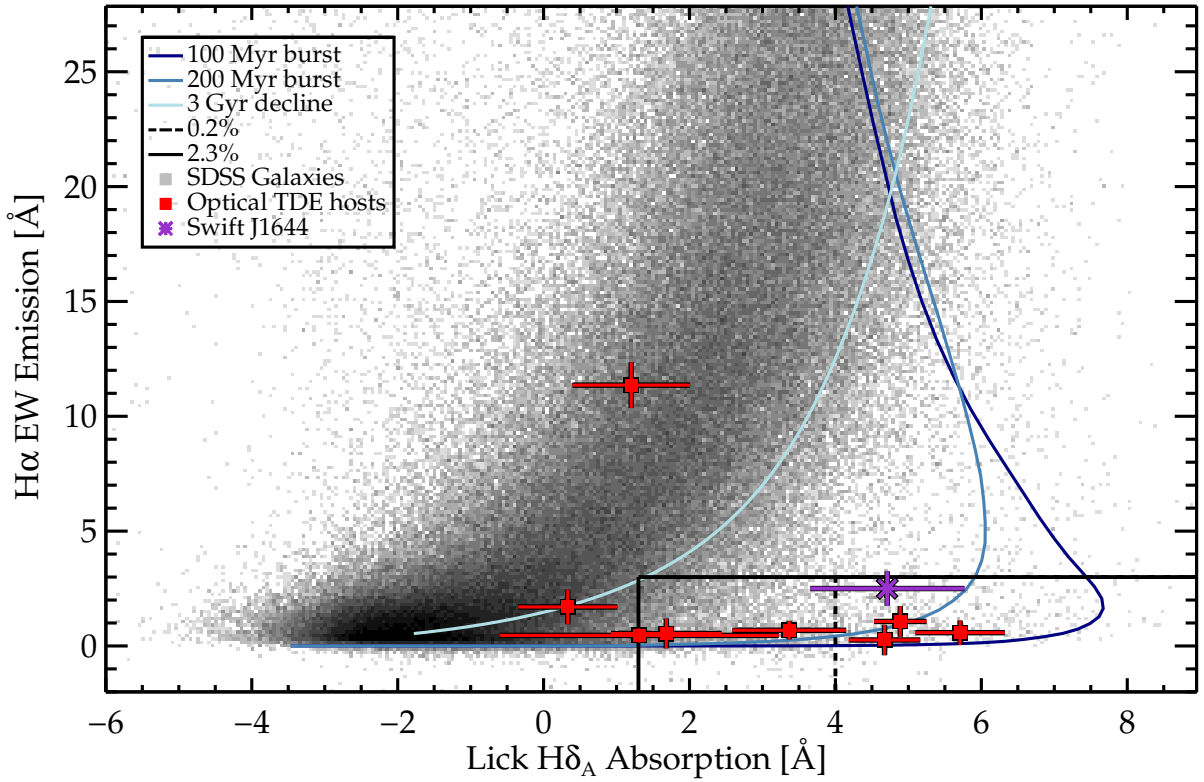 Hα EW Emission [Å]
25
20
15
10
5
0
100 Myr burst
200 Myr burst
3 Gyr decline
0.2%
2.3%
SDSS Galaxies
Optical TDE hosts
Swift J1644
−6
−4
−2
0
2
4
6
8
Lick Hδ_A Absorption [Å]